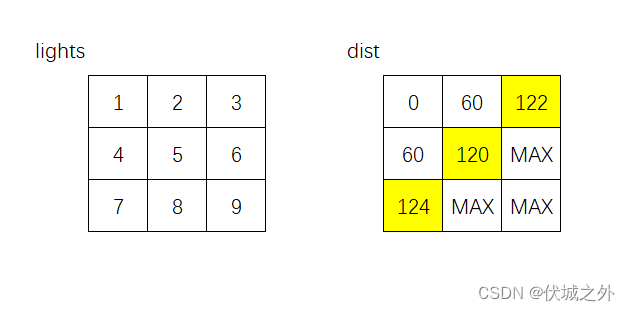 lights
dist
1 2 3
0 60 122
4 5 6
60 120 MAX
7 8 9
124 MAX MAX
CSDN @伏城之外